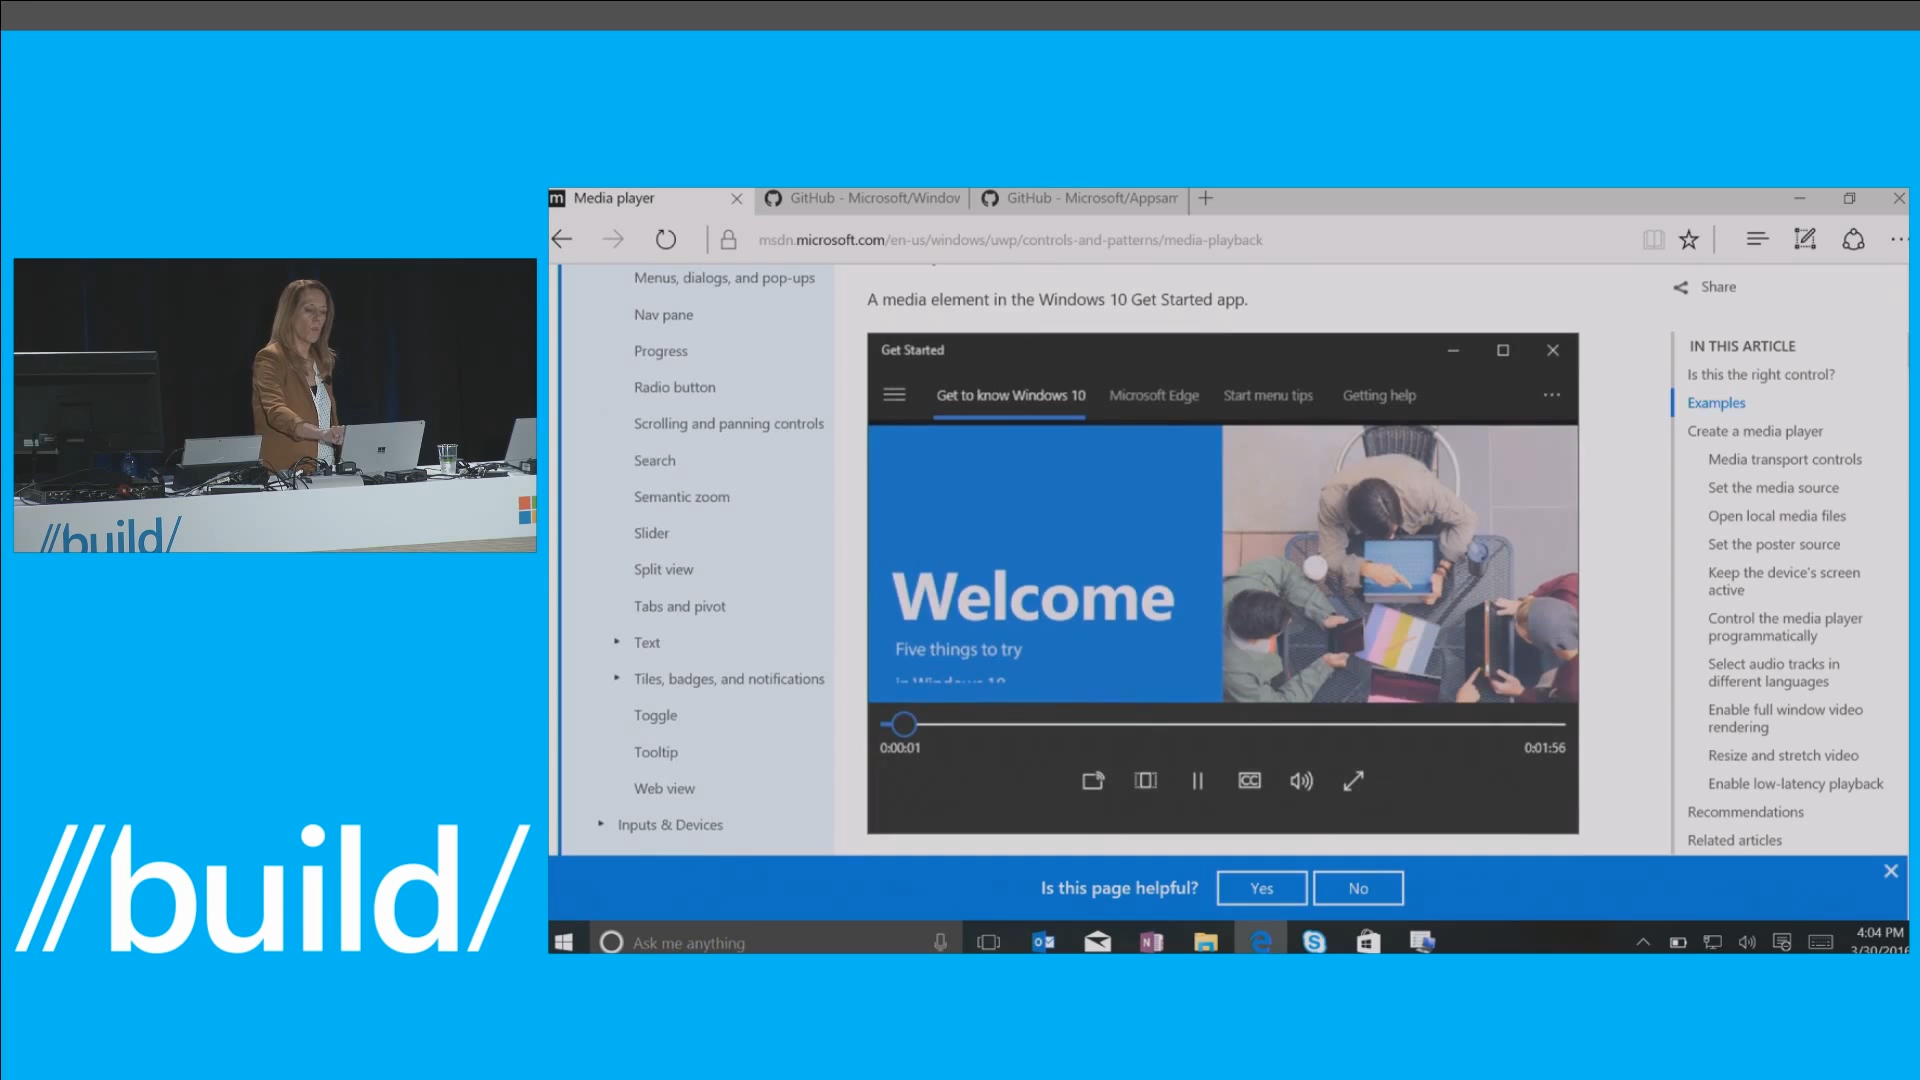 Media player
GitHub - Microsoft/Window
GitHub - Microsoft/Appsam
msdn.microsoft.com/en-us/windows/uwp/controls-and-patterns/media-playback
Menus, dialogs, and pop-ups
Nav pane
Progress
Radio button
Scrolling and panning controls
Search
Semantic zoom
Slider
Split view
Tabs and pivot
Text
Tiles, badges, and notifications
Toggle
Tooltip
Web view
Inputs & Devices
A media element in the Windows 10 Get Started app.
Get Started
Get to know Windows 10
Microsoft Edge
Start menu tips
Getting help
Welcome
Five things to try
in Windows 10
0:00:01
0:01:56
CC
Share
IN THIS ARTICLE
Is this the right control?
Examples
Create a media player
Media transport controls
Set the media source
Open local media files
Set the poster source
Keep the device's screen
active
Control the media player
programmatically
Select audio tracks in
different languages
Enable full window video
rendering
Resize and stretch video
Enable low-latency playback
Recommendations
Related articles
Is this page helpful?
Yes
No
Ask me anything
4:04 PM
3/30/2016
//build/
//build/